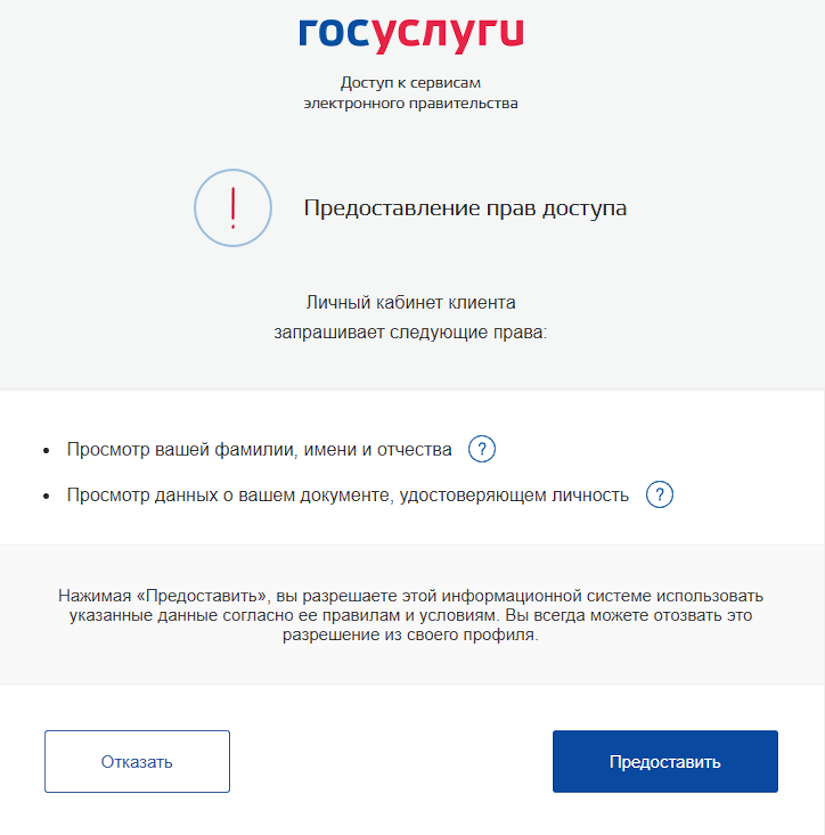 госуслуги
Доступ к сервисам
электронного правительства
Предоставление прав доступа
Личный кабинет клиента
запрашивает следующие права:
• Просмотр вашей фамилии, имени и отчества ?
• Просмотр данных о вашем документе, удостоверяющем личность ?
Нажимая «Предоставить», вы разрешаете этой информационной системе использовать
указанные данные согласно ее правилам и условиям. Вы всегда можете отозвать это
разрешение из своего профиля.
Отказать
Предоставить